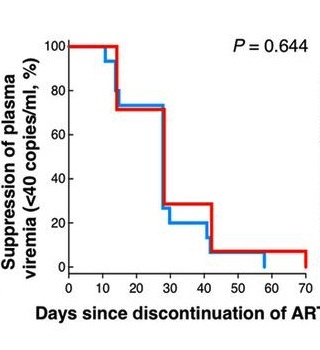 100
P = 0.644
80
60
40
20
0
Suppression of plasma
viremia (<40 copies/ml, %)
0 10 20 30 40 50 60 70
Days since discontinuation of ART